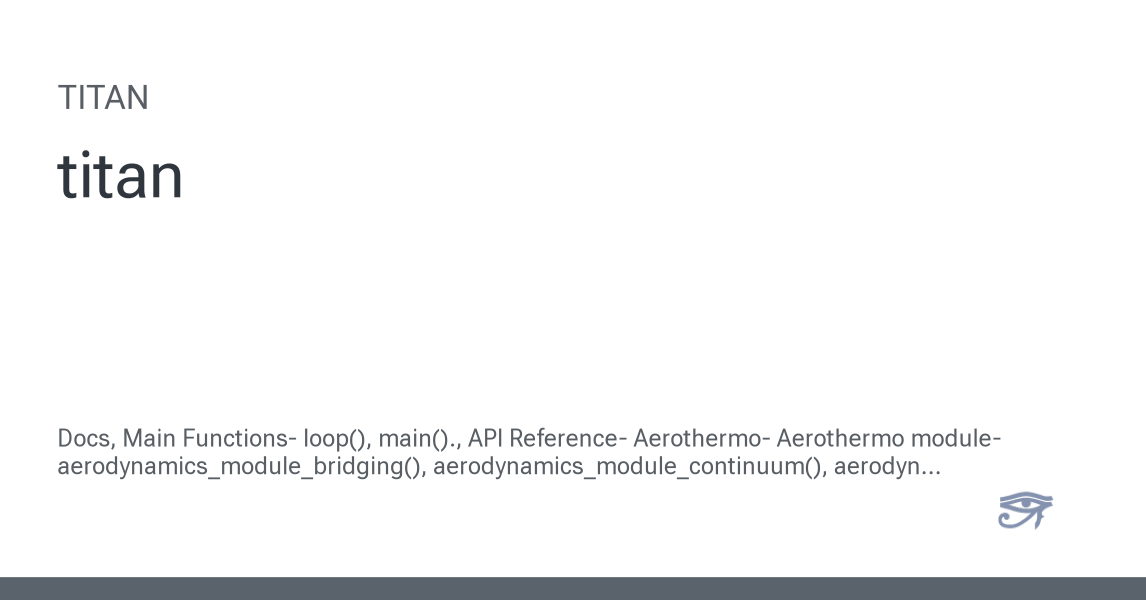 TITAN
titan
Docs, Main Functions- loop(), main()., API Reference- Aerothermo- Aerothermo module-
aerodynamics_module_bridging(), aerodynamics_module_continuum(), aerodyn...